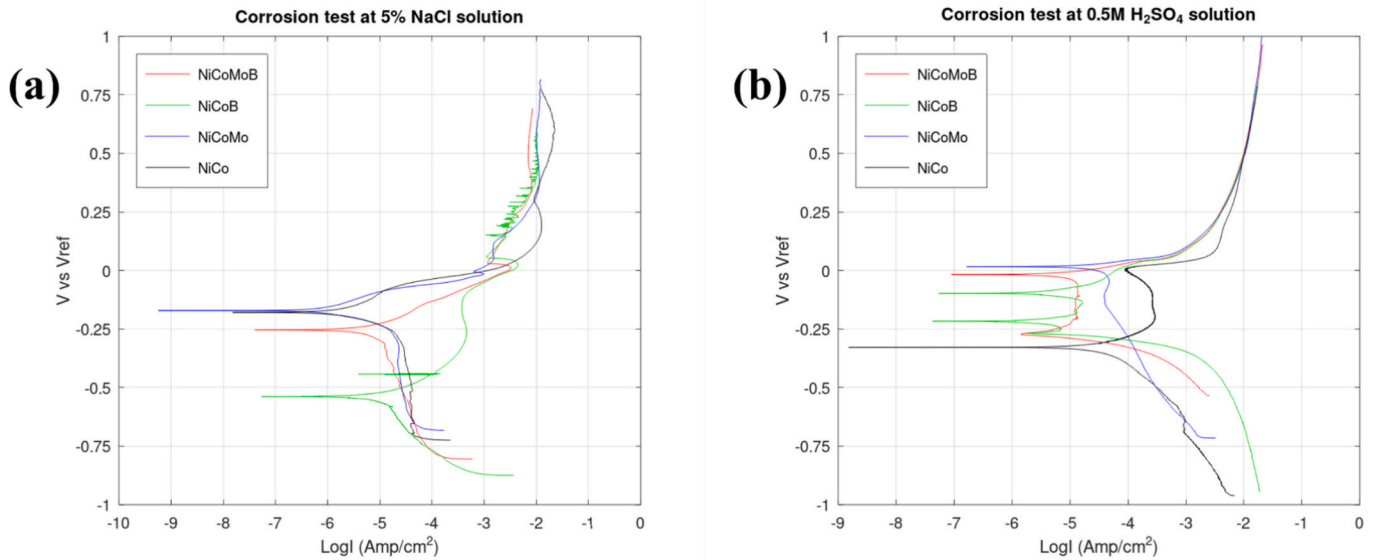 (a)
Corrosion test at 5% NaCl solution
NiCoMoB
NiCoB
NiCoMo
NiCo
V vs Vref
1
0.75
0.5
0.25
0
-0.25
-0.5
-0.75
-1
-10 -9 -8 -7 -6 -5 -4 -3 -2 -1 0
LogI (Amp/cm²)
(b)
Corrosion test at 0.5M H₂SO₄ solution
NiCoMoB
NiCoB
NiCoMo
NiCo
V vs Vref
1
0.75
0.5
0.25
0
-0.25
-0.5
-0.75
-1
-9 -8 -7 -6 -5 -4 -3 -2 -1 0
LogI (Amp/cm²)